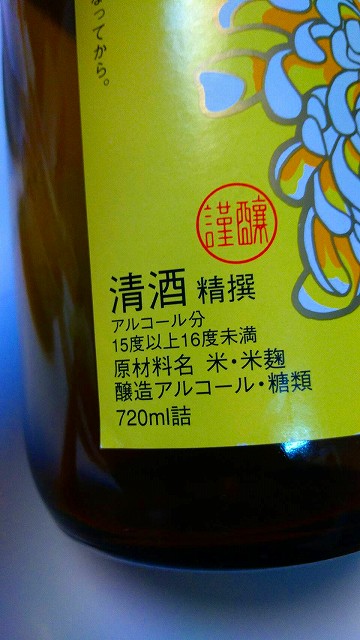 なってから。
謹醸
清酒 精撰
アルコール分
15度以上16度未満
原材料名 米・米麹
醸造アルコール・糖類
720ml詰